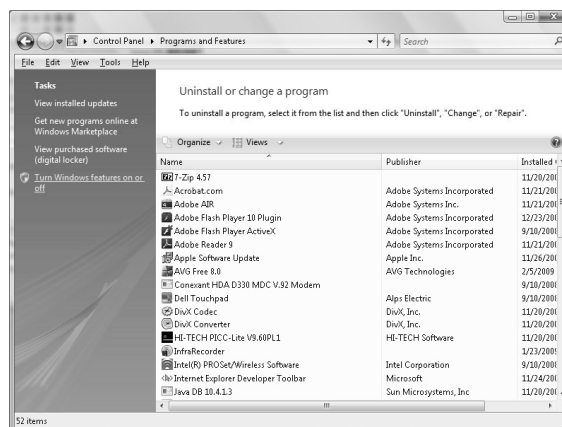 Control Panel ▸ Programs and Features
Search
File Edit View Tools Help
Tasks
View installed updates
Get new programs online at
Windows Marketplace
View purchased software
(digital locker)
Turn Windows features on or
off
Uninstall or change a program
To uninstall a program, select it from the list and then click "Uninstall", "Change", or "Repair".
Organize Views
Name Publisher Installed
7-Zip 4.57 11/20/200
Acrobat.com Adobe Systems Incorporated 11/21/200
Adobe AIR Adobe Systems Inc. 11/21/200
Adobe Flash Player 10 Plugin Adobe Systems Incorporated 12/23/200
Adobe Flash Player ActiveX Adobe Systems Incorporated 9/10/2008
Adobe Reader 9 Adobe Systems Incorporated 11/21/200
Apple Software Update Apple Inc. 11/26/200
AVG Free 8.0 AVG Technologies 2/5/2009
Conexant HDA D330 MDC V.92 Modem 9/10/2008
Dell Touchpad Alps Electric 9/10/2008
DivX Codec DivX, Inc. 11/20/200
DivX Converter DivX, Inc. 11/20/200
HI-TECH PICC-Lite V9.60PL1 HI-TECH Software 11/20/200
InfraRecorder 1/23/2009
Intel(R) PROSet/Wireless Software Intel Corporation 9/10/2008
Internet Explorer Developer Toolbar Microsoft 11/24/200
Java DB 10.4.1.3 Sun Microsystems, Inc 11/20/200
52 items